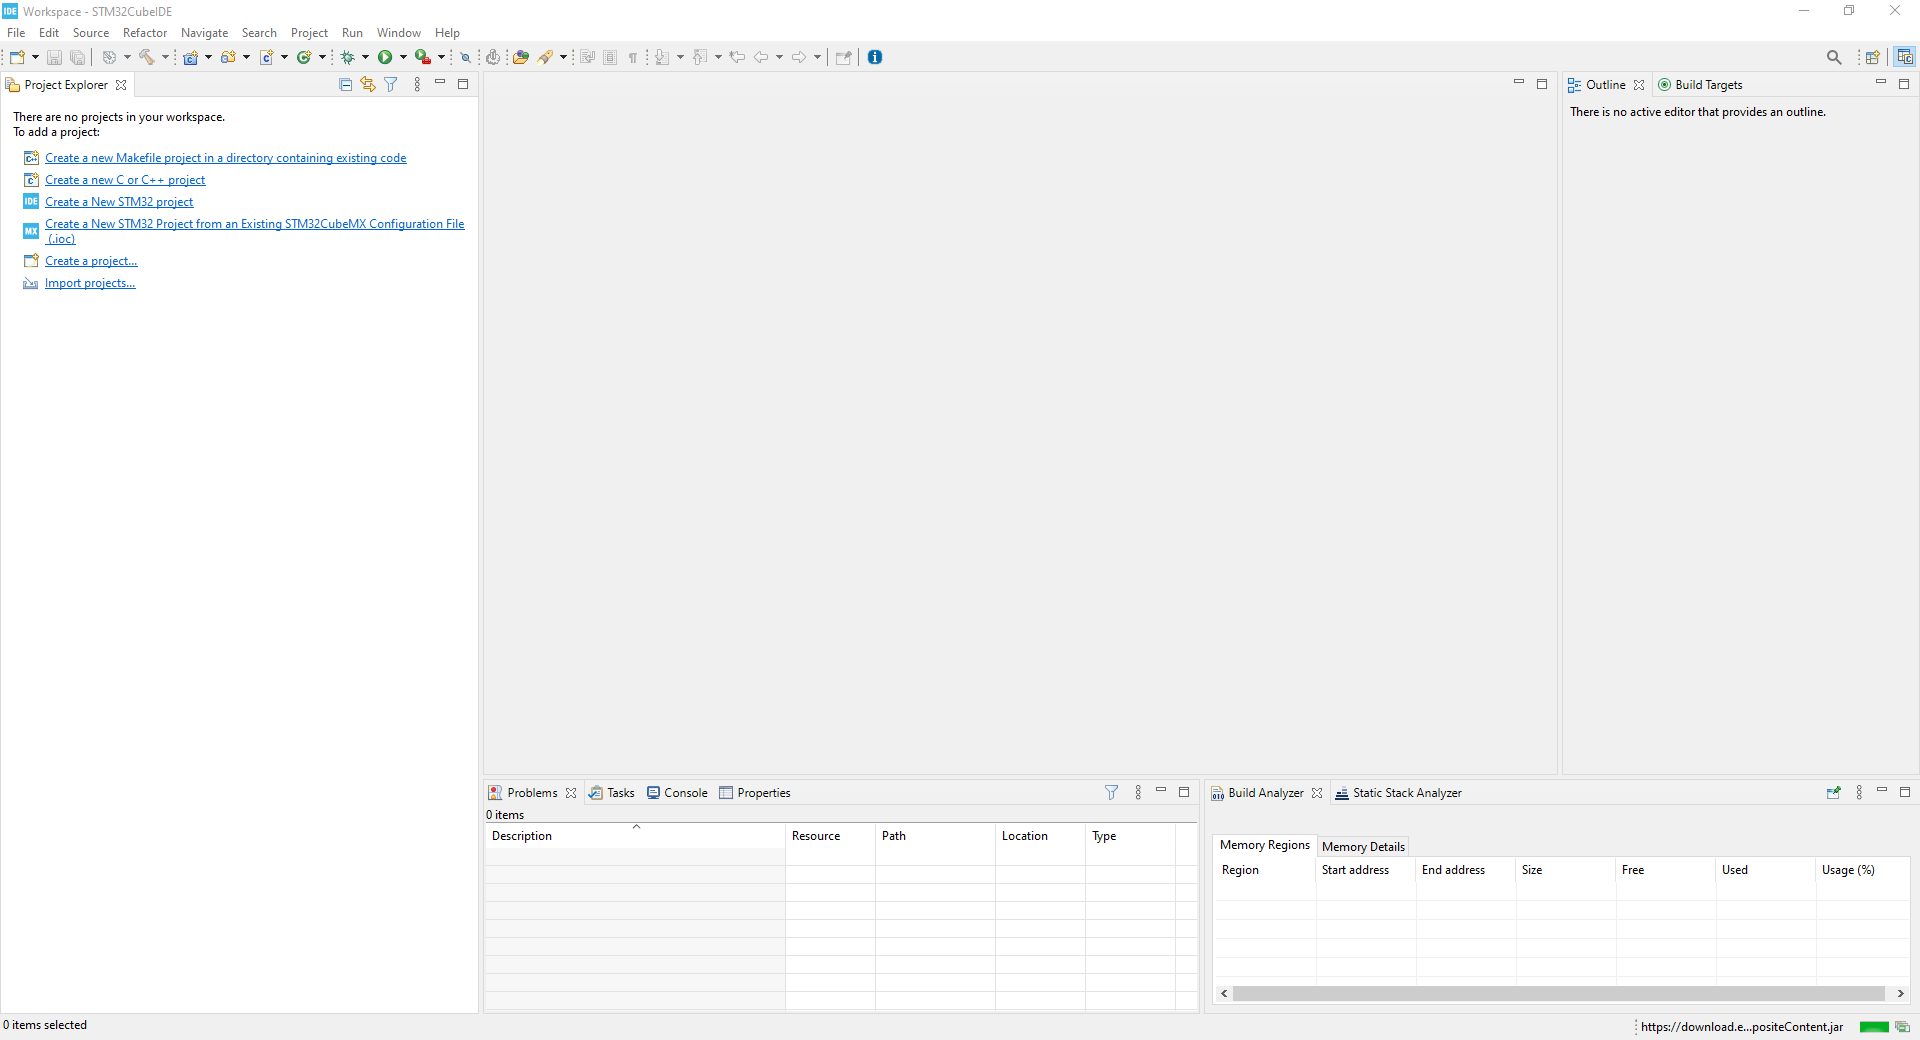 IDE Workspace - STM32CubeIDE
File Edit Source Refactor Navigate Search Project Run Window Help
Project Explorer
There are no projects in your workspace.
To add a project:
Create a new Makefile project in a directory containing existing code
Create a new C or C++ project
IDE Create a New STM32 project
MX Create a New STM32 Project from an Existing STM32CubeMX Configuration File
(.ioc)
Create a project...
Import projects...
Outline Build Targets
There is no active editor that provides an outline.
Problems Tasks Console Properties
0 items
Description Resource Path Location Type
Build Analyzer Static Stack Analyzer
Memory Regions Memory Details
Region Start address End address Size Free Used Usage (%)
0 items selected
https://download.e...positeContent.jar